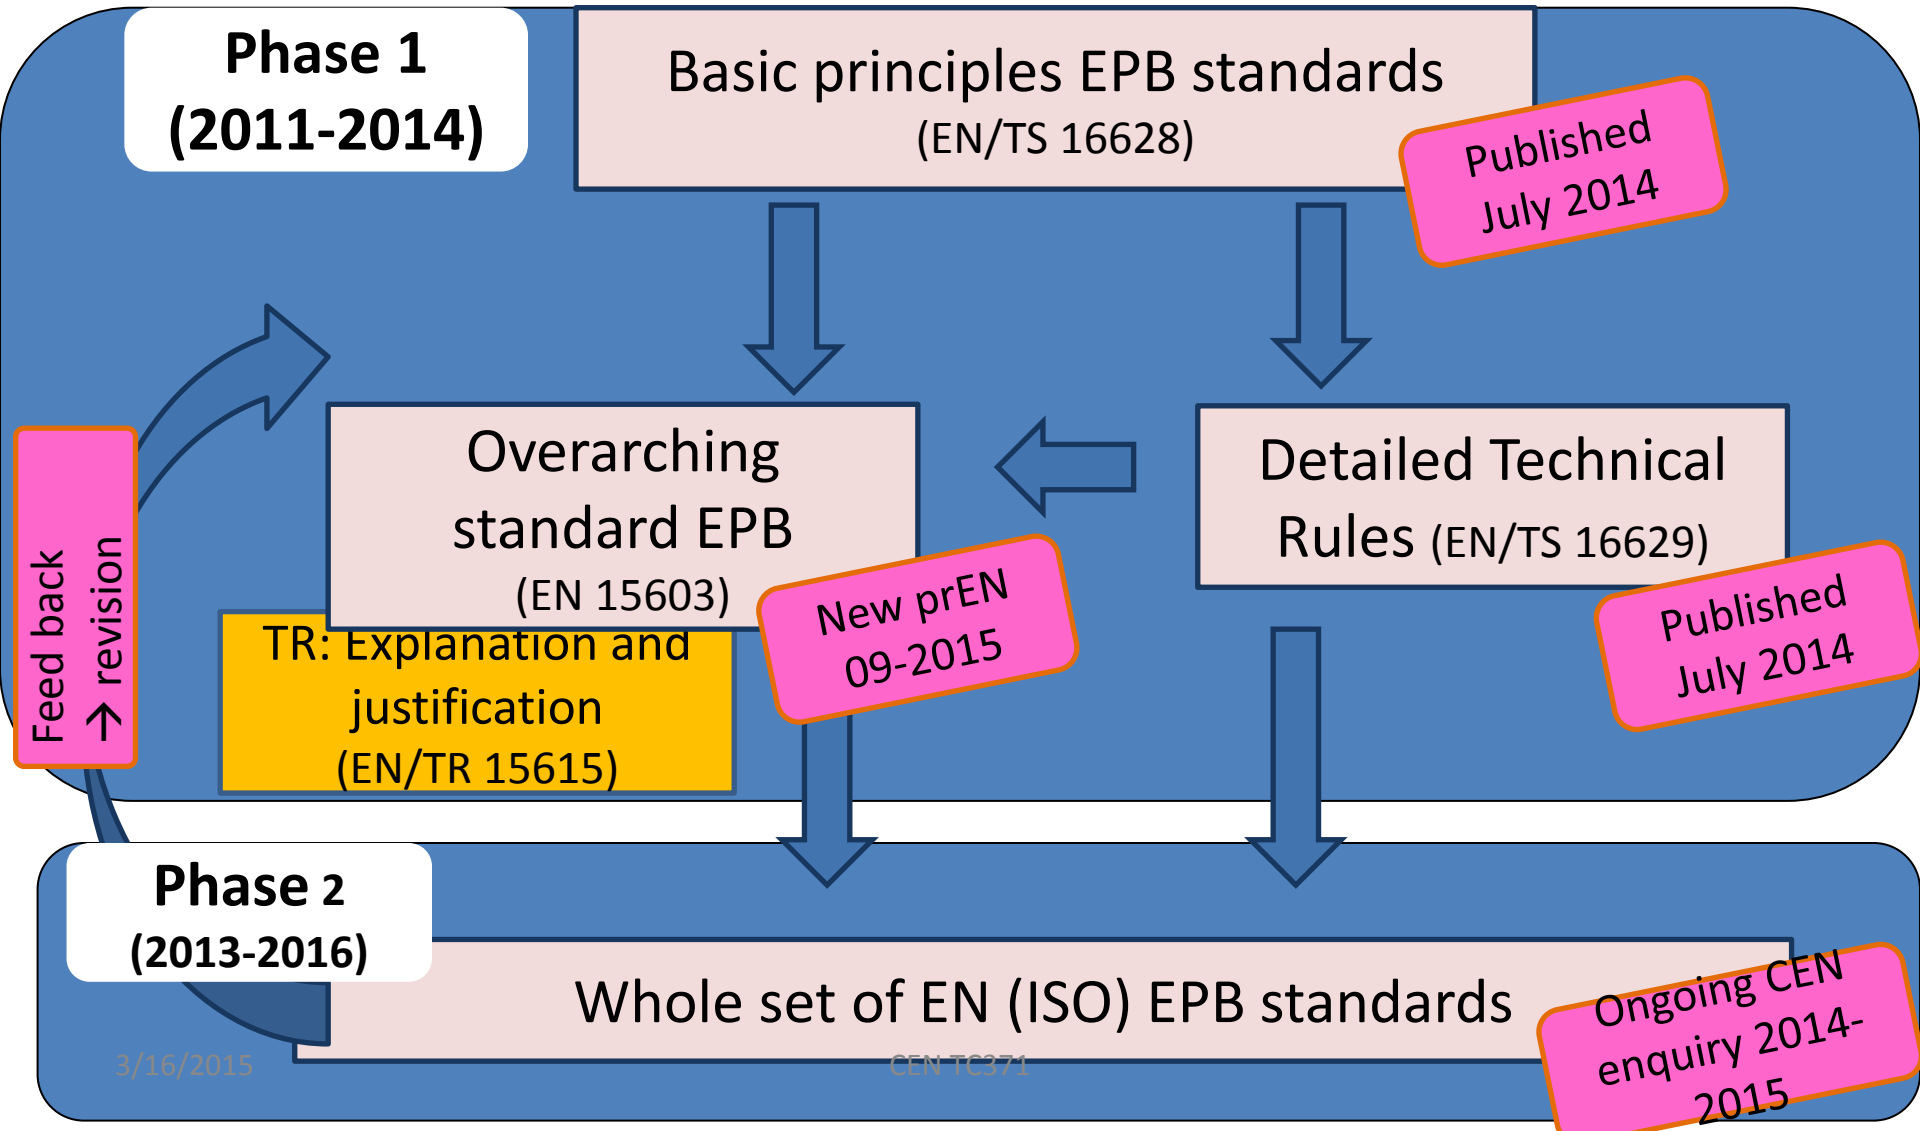 Phase 1
(2011-2014)
Basic principles EPB standards
(EN/TS 16628)
Published
July 2014
Overarching
standard EPB
(EN 15603)
New prEN
09-2015
Detailed Technical
Rules (EN/TS 16629)
Published
July 2014
Feed back
→ revision
TR: Explanation and
justification
(EN/TR 15615)
Phase 2
(2013-2016)
Whole set of EN (ISO) EPB standards
Ongoing CEN
enquiry 2014-
2015
3/16/2015
CEN TC371